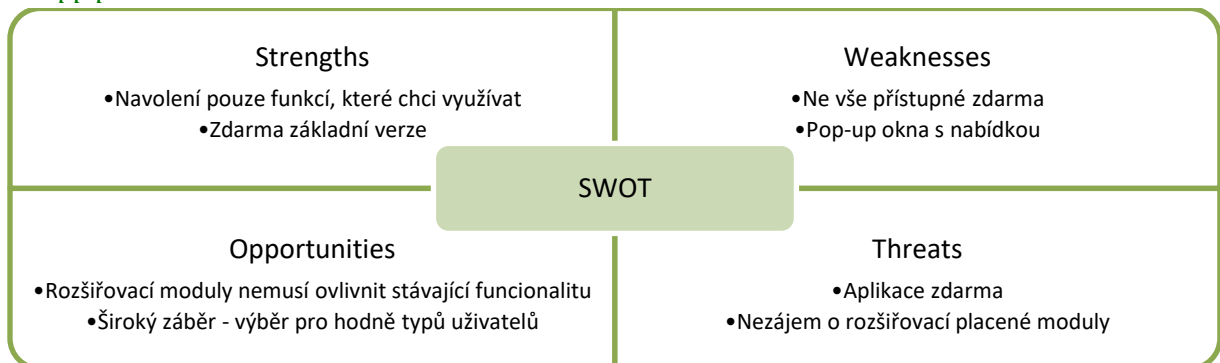 Strengths
•Navolení pouze funkcí, které chci využívat
•Zdarma základní verze
Weaknesses
•Ne vše přístupné zdarma
•Pop-up okna s nabídkou
SWOT
Opportunities
•Rozšiřovací moduly nemusí ovlivnit stávající funcionalitu
•Široký záběr - výběr pro hodně typů uživatelů
Threats
•Aplikace zdarma
•Nezájem o rozšiřovací placené moduly